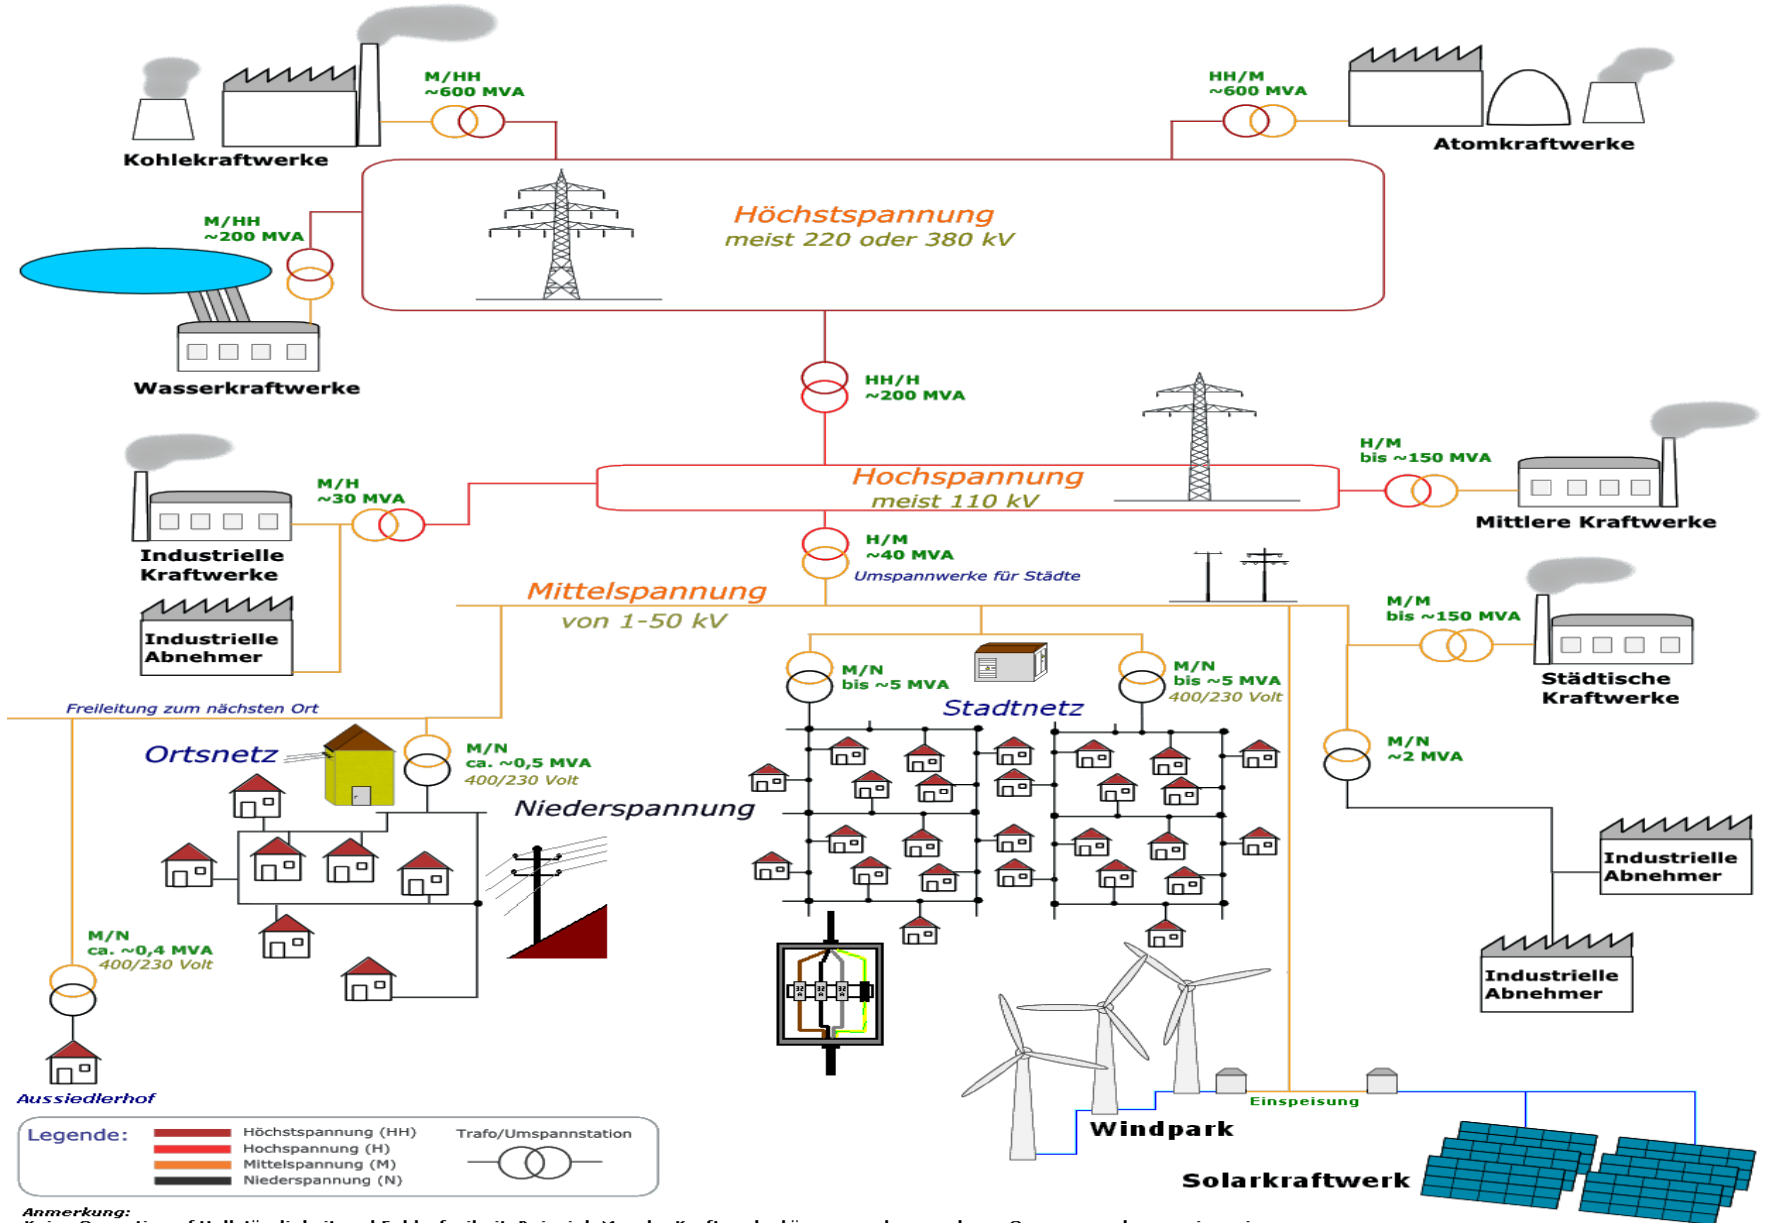 M/HH
~600 MVA
HH/M
~600 MVA
Kohlekraftwerke
Atomkraftwerke
M/HH
~200 MVA
Höchstspannung
meist 220 oder 380 kV
Wasserkraftwerke
HH/H
~200 MVA
H/M
bis ~150 MVA
M/H
~30 MVA
Hochspannung
meist 110 kV
Mittlere Kraftwerke
Industrielle
Kraftwerke
H/M
~40 MVA
Umspannwerke für Städte
Mittelspannung
von 1-50 kV
M/M
bis ~150 MVA
Industrielle
Abnehmer
Städtische
Kraftwerke
M/N
bis ~5 MVA
M/N
bis ~5 MVA
400/230 Volt
Freileitung zum nächsten Ort
Stadtnetz
Ortsnetz
M/N
ca. ~0,5 MVA
400/230 Volt
M/N
~2 MVA
Niederspannung
Industrielle
Abnehmer
M/N
ca. ~0,4 MVA
400/230 Volt
Industrielle
Abnehmer
Aussiedlerhof
Einspeisung
Windpark
Solarkraftwerk
Legende:
Höchstspannung (HH)
Hochspannung (H)
Mittelspannung (M)
Niederspannung (N)
Trafo/Umspannstation
Anmerkung: